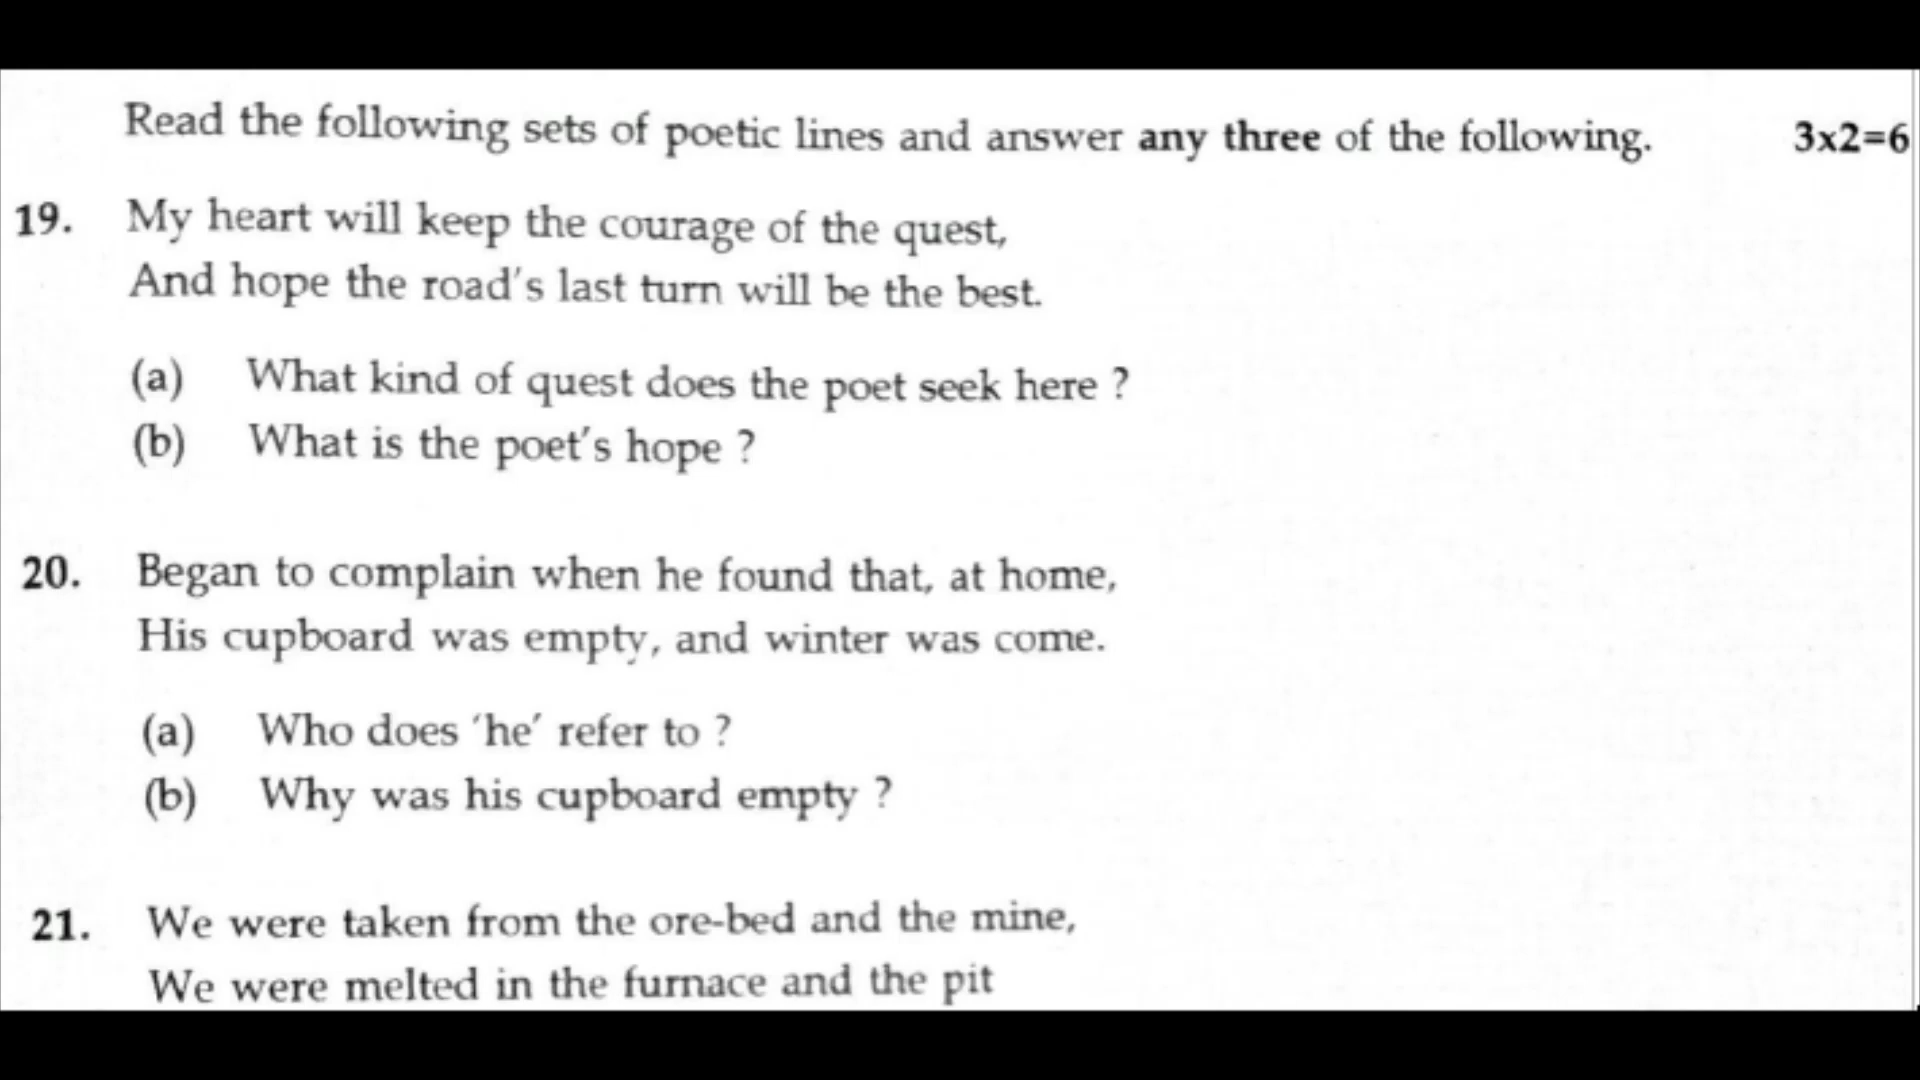 Read the following sets of poetic lines and answer any three of the following. 3x2=6
19. My heart will keep the courage of the quest,
And hope the road's last turn will be the best.
(a) What kind of quest does the poet seek here ?
(b) What is the poet's hope ?
20. Began to complain when he found that, at home,
His cupboard was empty, and winter was come.
(a) Who does 'he' refer to ?
(b) Why was his cupboard empty ?
21. We were taken from the ore-bed and the mine,
We were melted in the furnace and the pit